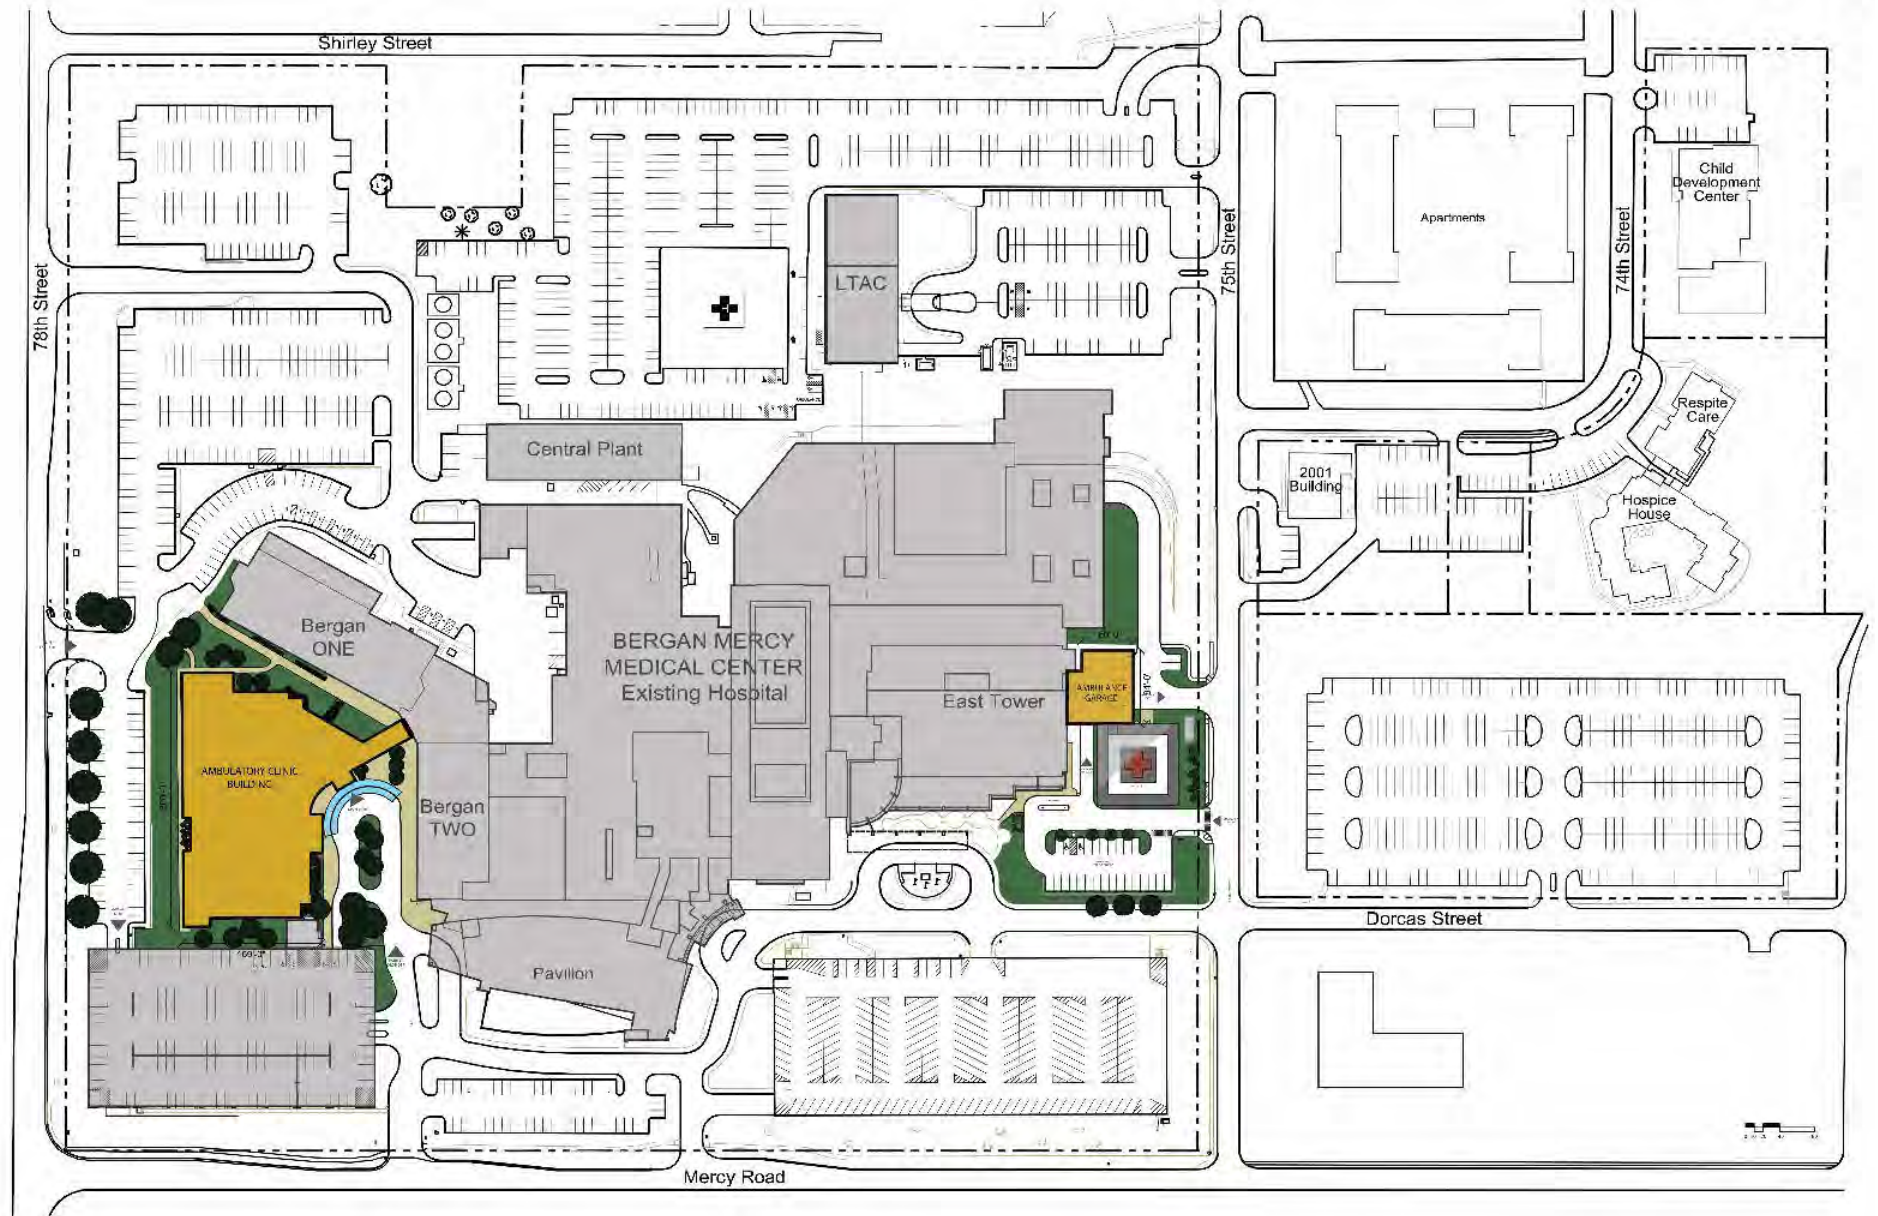 Shirley Street
78th Street
75th Street
74th Street
Child
Development
Center
Apartments
LTAC
Respite
Care
Central Plant
2001
Building
Hospice
House
Bergan
ONE
BERGAN MERCY
MEDICAL CENTER
Existing Hospital
East Tower
AMBULANCE
GARAGE
AMBULATORY CLINIC
BUILDING
Bergan
TWO
Dorcas Street
Pavilion
Mercy Road